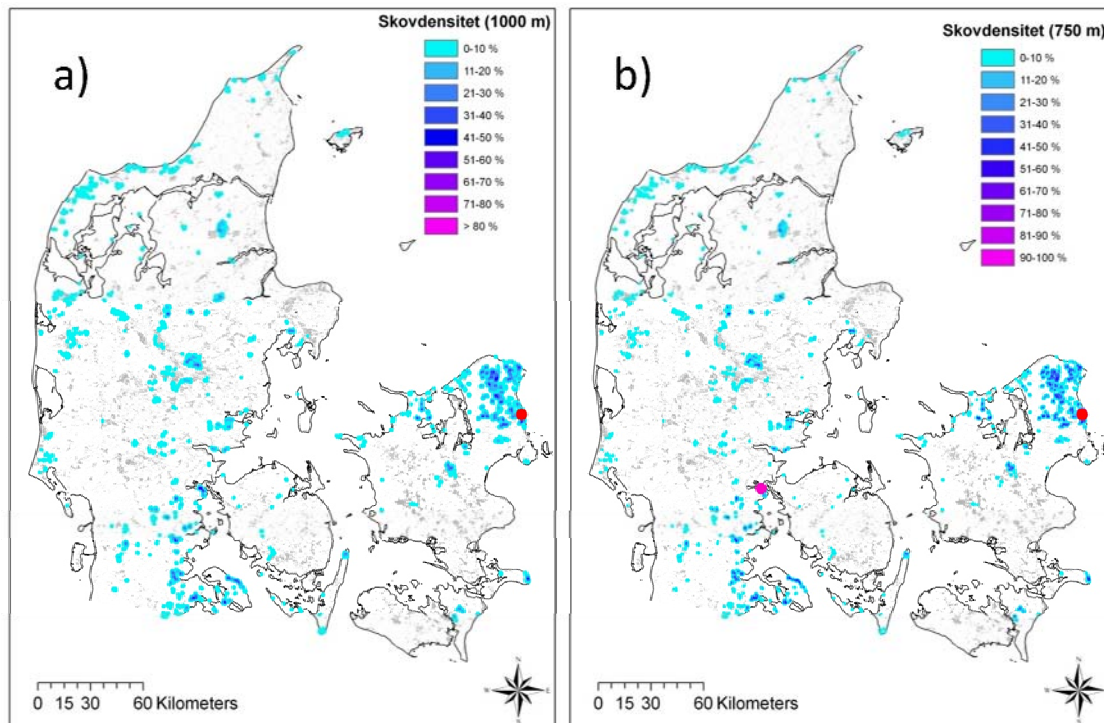 Skovdensitet (1000 m)
a)
0-10 %
11-20 %
21-30 %
31-40 %
41-50 %
51-60 %
61-70 %
71-80 %
> 80 %
0 15 30 60 Kilometers
Skovdensitet (750 m)
b)
0-10 %
11-20 %
21-30 %
31-40 %
41-50 %
51-60 %
61-70 %
71-80 %
81-90 %
90-100 %
0 15 30 60 Kilometers